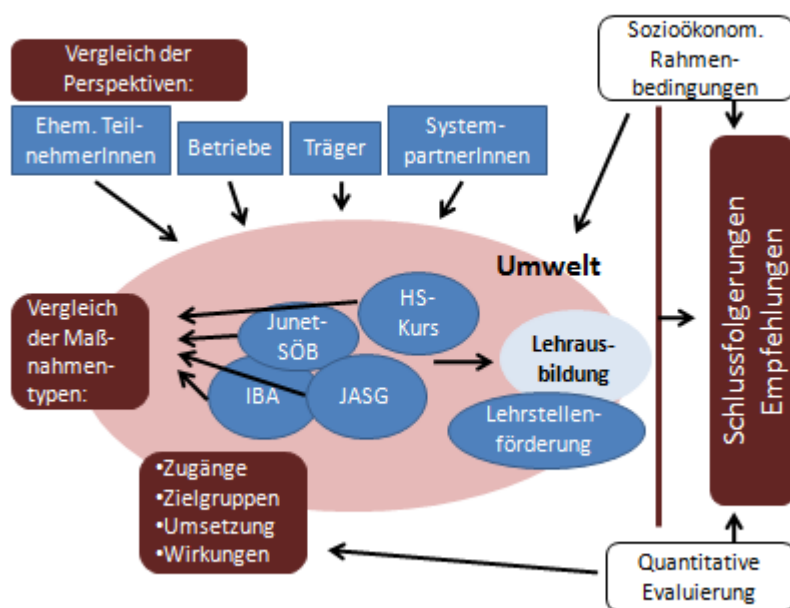 Vergleich der
Perspektiven:
Sozioökonom.
Rahmen-
bedingungen
Ehem. Teil-
nehmerInnen
Betriebe
Träger
System-
partnerInnen
Umwelt
Vergleich
der Maß-
nahmen-
typen:
HS-
Kurs
Junet-
SÖB
IBA
JASG
Lehraus-
bildung
Lehrstellen-
förderung
Schlussfolgerungen
Empfehlungen
•Zugänge
•Zielgruppen
•Umsetzung
•Wirkungen
Quantitative
Evaluierung